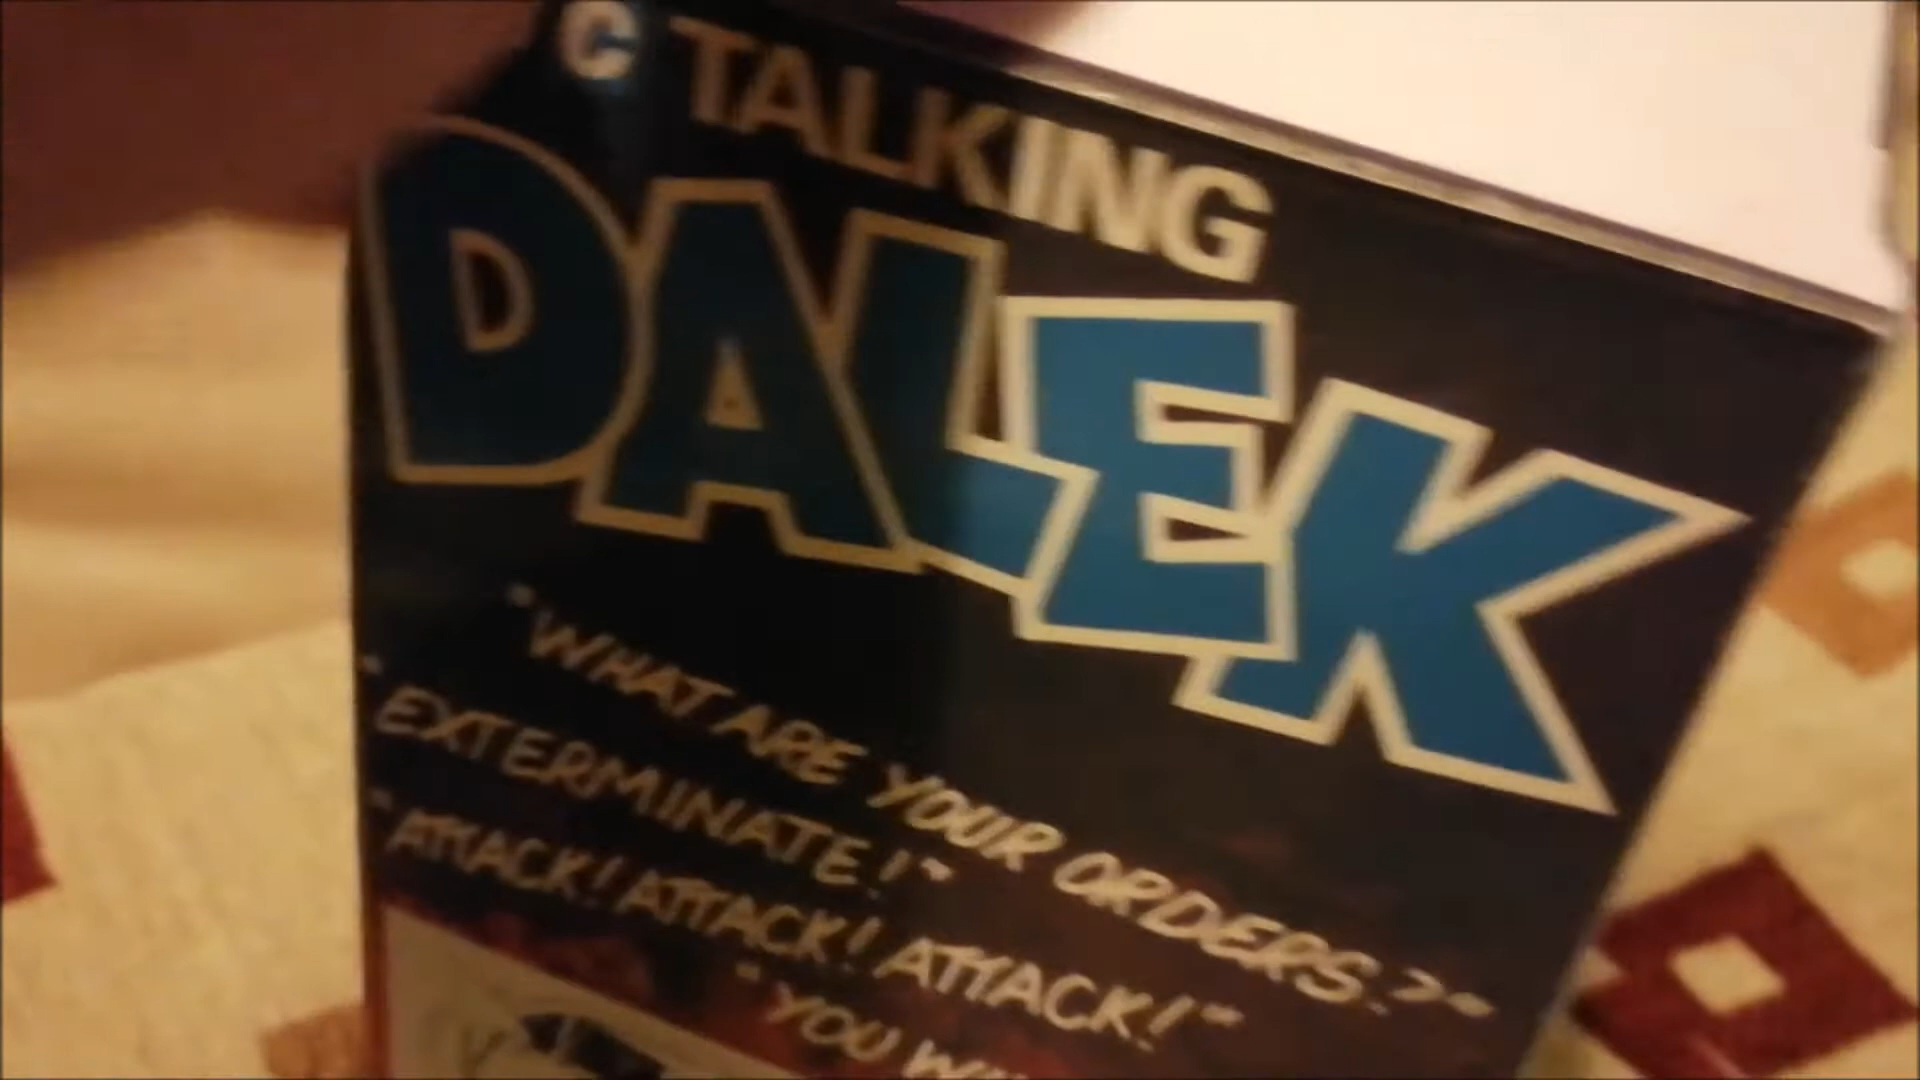 C TALKING
DALEK
"WHAT ARE YOUR ORDERS?"
"EXTERMINATE!"
"ATTACK! ATTACK! ATTACK!"
"YOU